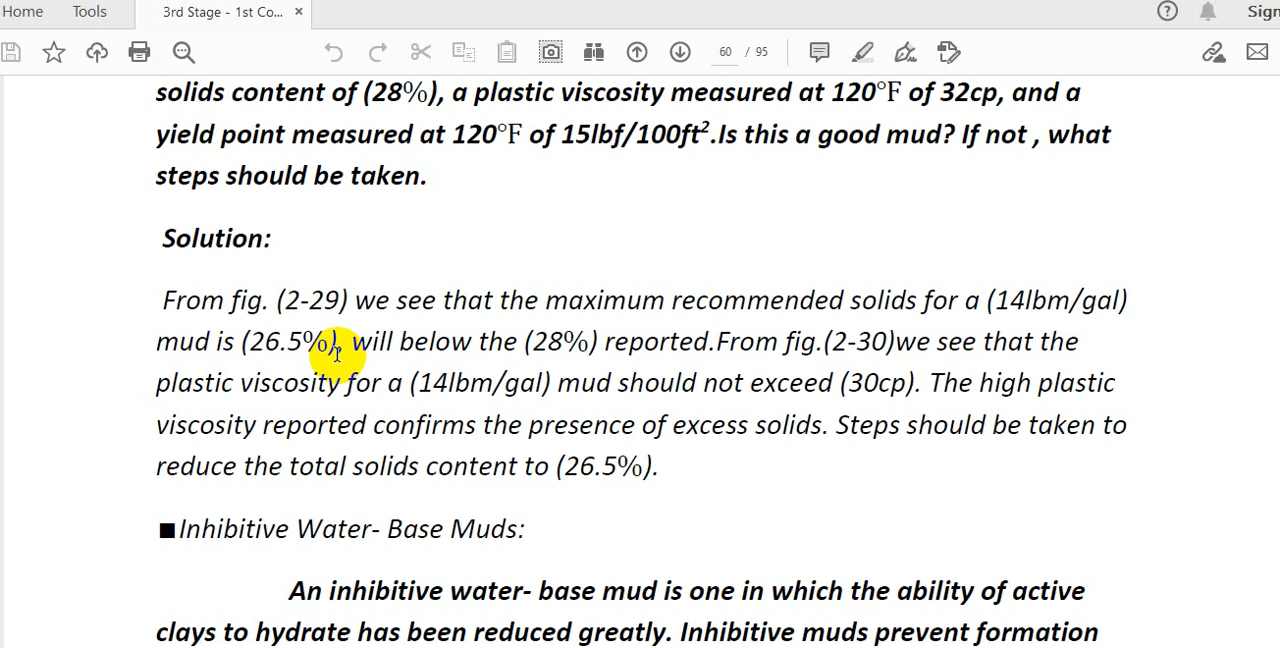 Home Tools 3rd Stage - 1st Co... × Sign
60 / 95
solids content of (28%), a plastic viscosity measured at 120°F of 32cp, and a
yield point measured at 120°F of 15lbf/100ft².Is this a good mud? If not , what
steps should be taken.
Solution:
From fig. (2-29) we see that the maximum recommended solids for a (14lbm/gal)
mud is (26.5%), will below the (28%) reported.From fig.(2-30)we see that the
plastic viscosity for a (14lbm/gal) mud should not exceed (30cp). The high plastic
viscosity reported confirms the presence of excess solids. Steps should be taken to
reduce the total solids content to (26.5%).
■Inhibitive Water- Base Muds:
An inhibitive water- base mud is one in which the ability of active
clays to hydrate has been reduced greatly. Inhibitive muds prevent formation